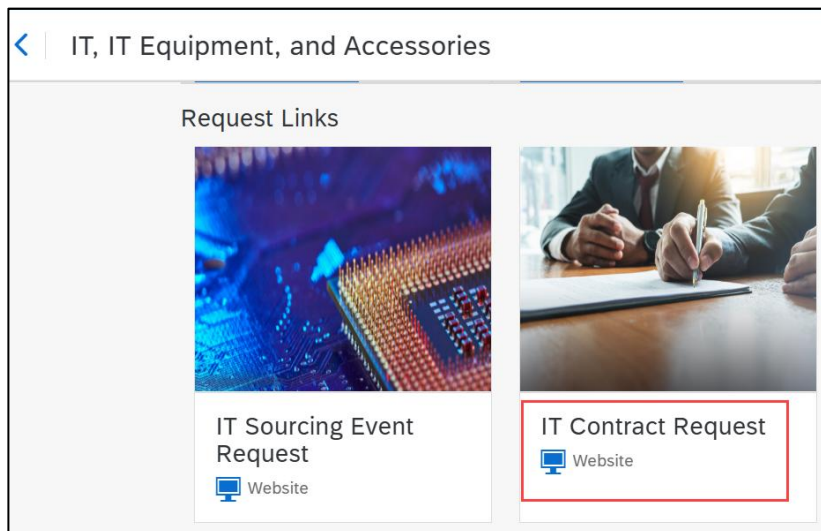 IT, IT Equipment, and Accessories
Request Links
IT Sourcing Event
Request
Website
IT Contract Request
Website